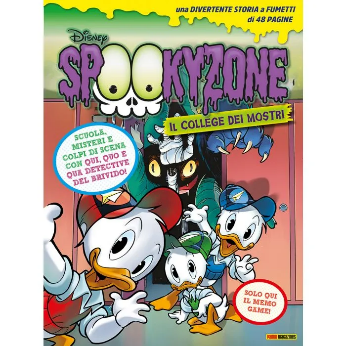 una DIVERTENTE STORIA a FUMETTI
di 48 PAGINE
Disney
SPOOKYZONE
IL COLLEGE DEI MOSTRI
SCUOLA,
MISTERI E
COLPI DI SCENA
CON QUI, QUO E
QUA DETECTIVE
DEL BRIVIDO!
SOLO QUI
IL MEMO
GAME!
PANINI MAGAZINES